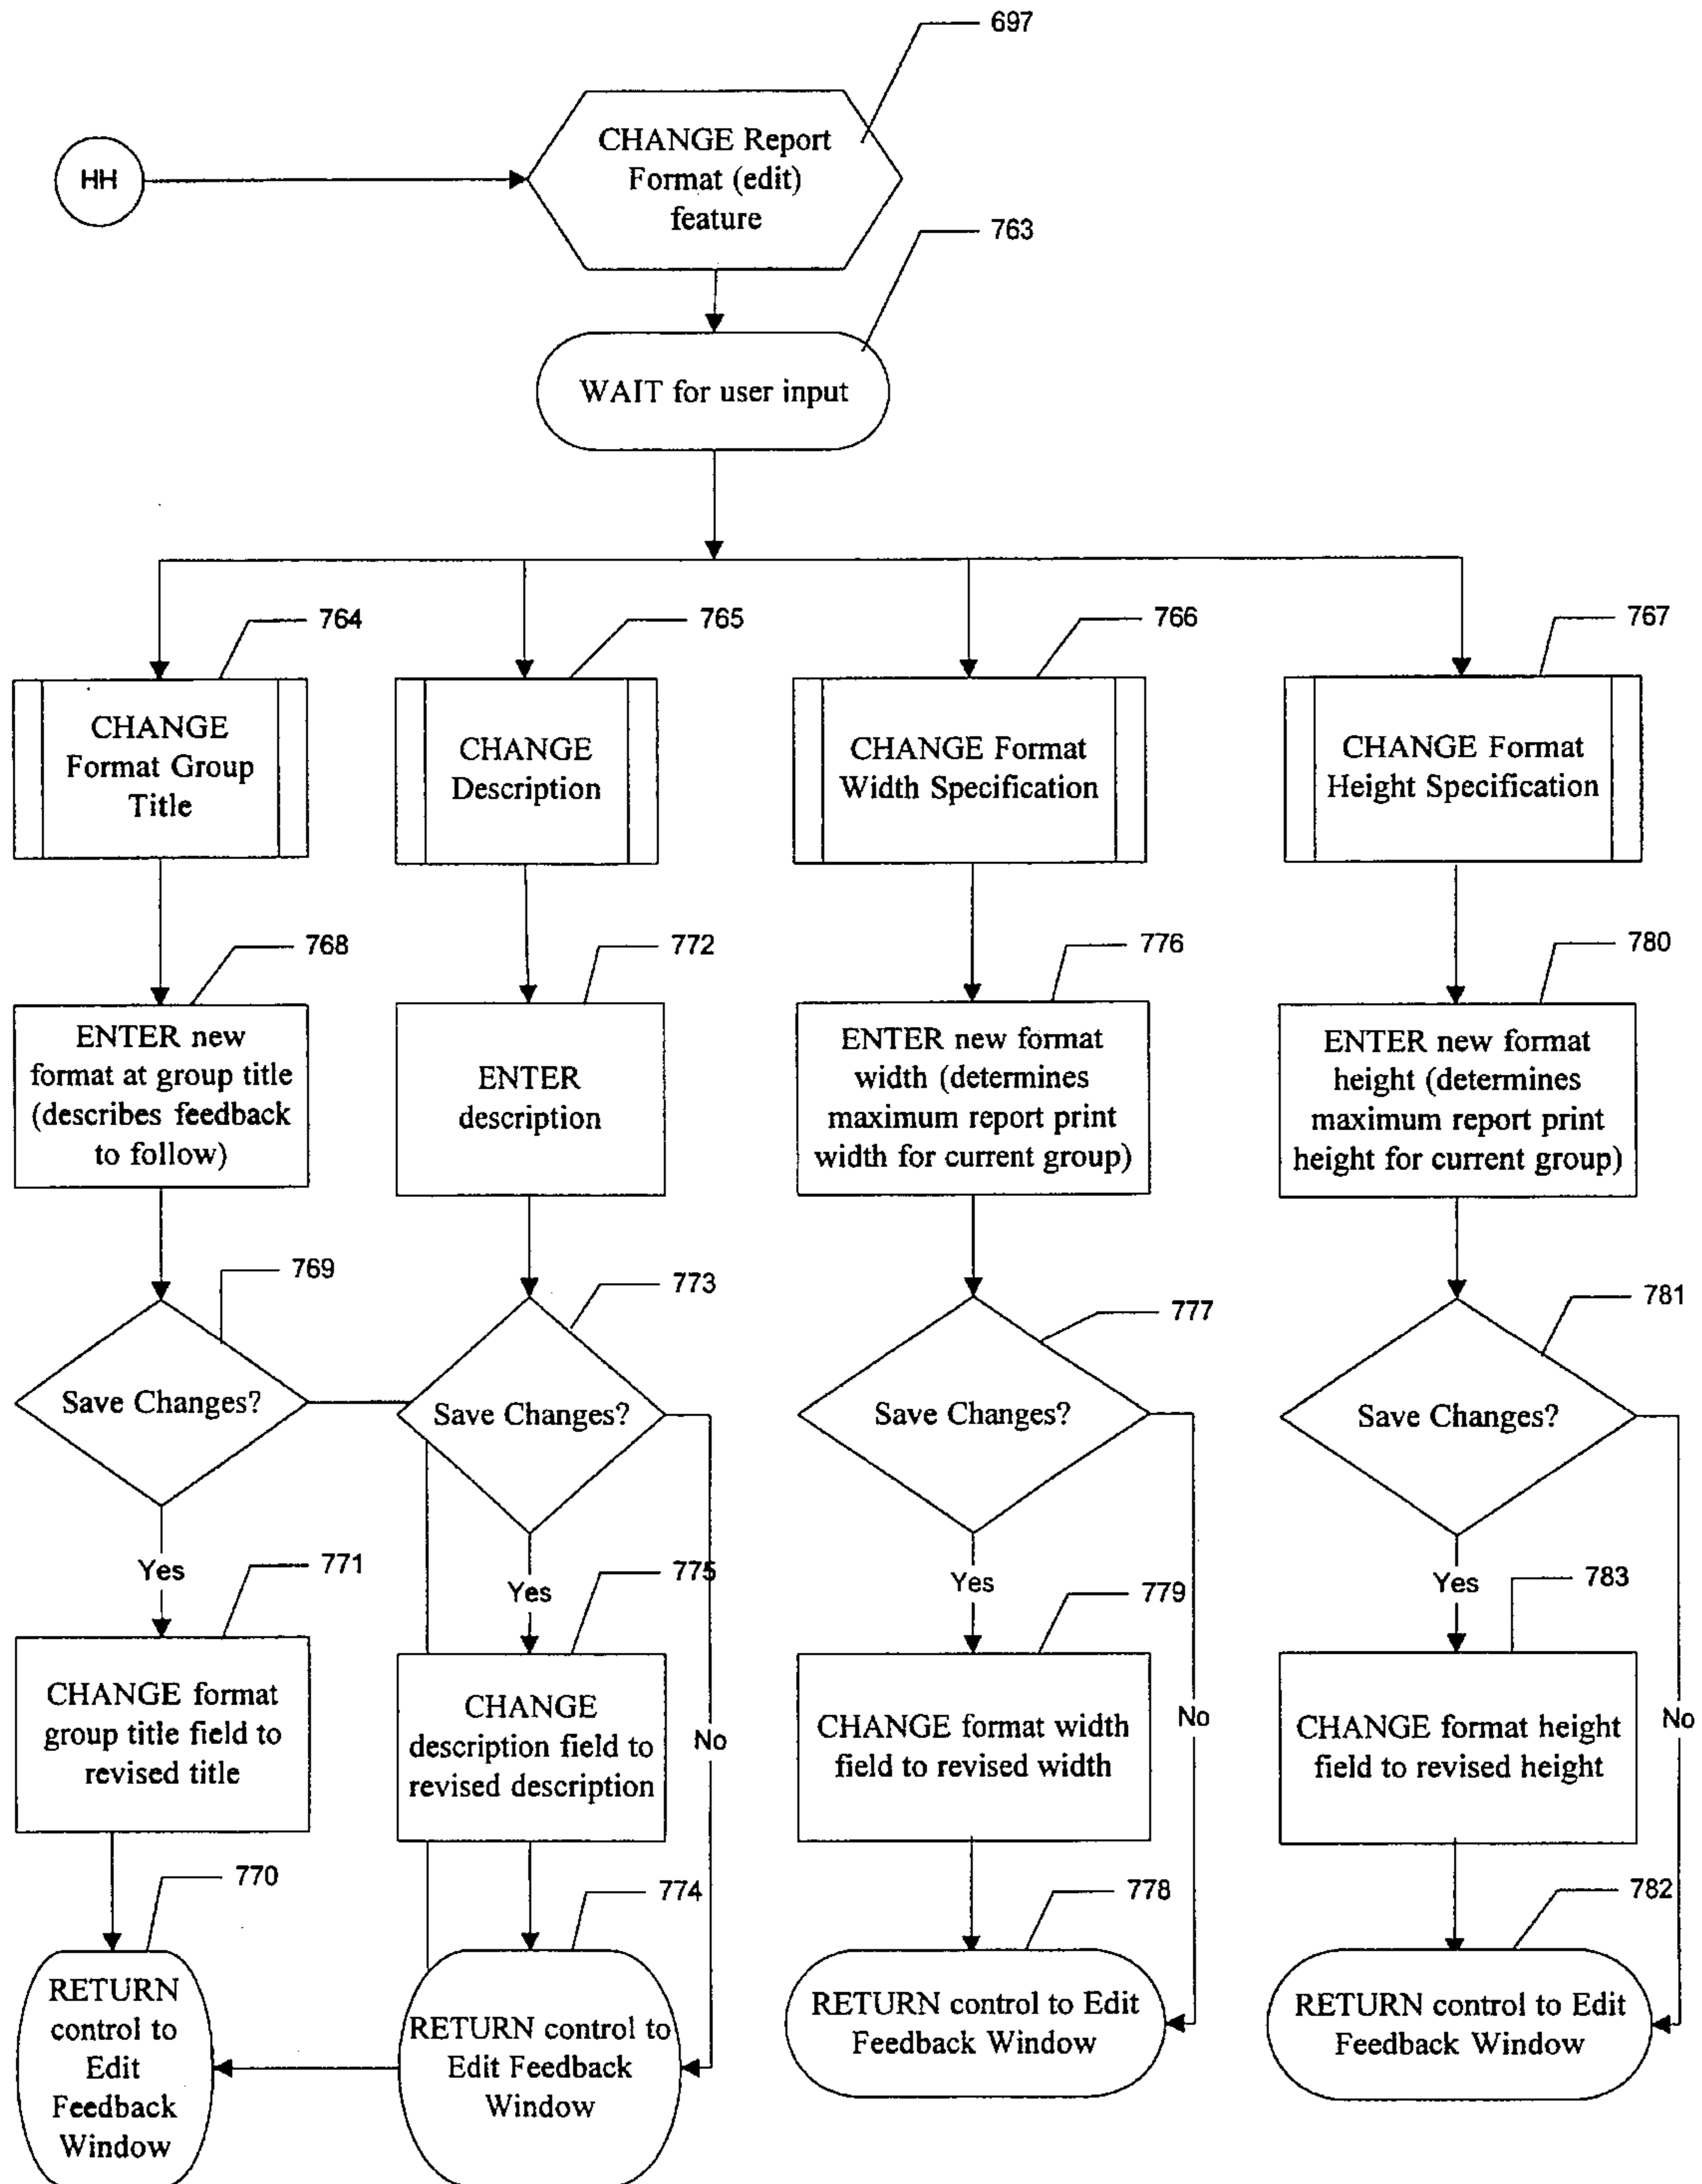 697
HH
CHANGE Report
Format (edit)
feature
763
WAIT for user input
764
765
766
767
CHANGE
Format Group
Title
CHANGE
Description
CHANGE Format
Width Specification
CHANGE Format
Height Specification
768
772
776
780
ENTER new
format at group title
(describes feedback
to follow)
ENTER
description
ENTER new format
width (determines
maximum report print
width for current group)
ENTER new format
height (determines
maximum report print
height for current group)
769
773
777
781
Save Changes?
Save Changes?
Save Changes?
Save Changes?
Yes
Yes
Yes
Yes
771
775
779
783
CHANGE format
group title field to
revised title
CHANGE
description field to
revised description
No
CHANGE format width
field to revised width
No
CHANGE format height
field to revised height
No
770
774
778
782
RETURN
control to
Edit
Feedback
Window
RETURN control to
Edit Feedback
Window
RETURN control to Edit
Feedback Window
RETURN control to Edit
Feedback Window